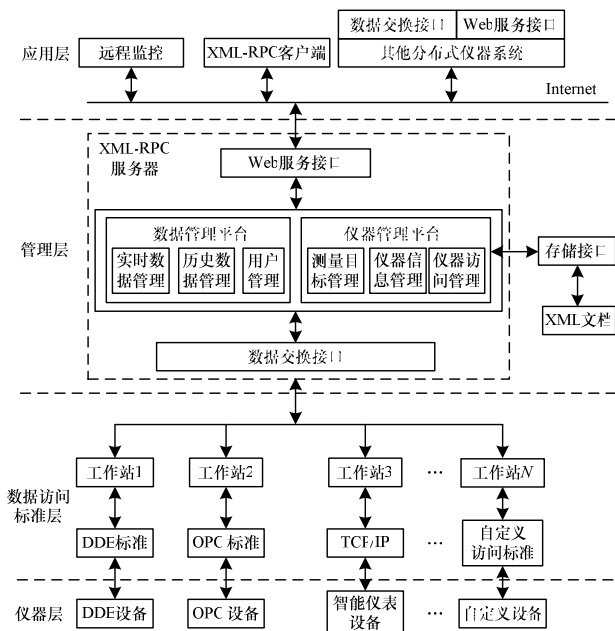 数据交换接口 Web服务接口
应用层 远程监控 XML-RPC客户端 其他分布式仪器系统
Internet
XML-RPC
服务器
Web服务接口
数据管理平台 仪器管理平台
实时数 历史数 用户 测量目 仪器信 仪器访
据管理 据管理 管理 标管理 息管理 问管理
管理层
存储接口
XML文档
数据交换接口
工作站1 工作站2 工作站3 … 工作站N
数据访问
标准层
DDE标准 OPC标准 TCP/IP … 自定义
访问标准
仪器层 DDE设备 OPC设备 智能仪表
设备 … 自定义设备